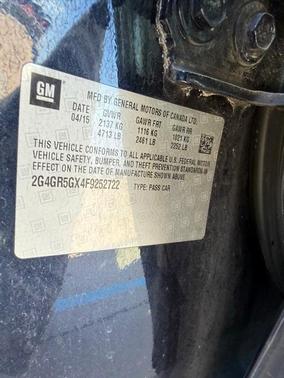 GM
MFD BY GENERAL MOTORS OF CANADA LTD.
DATE GVWR GAWR FRT GAWR RR
04/15 2137 KG 1116 KG 1021 KG
4713 LB 2461 LB 2252 LB
THIS VEHICLE CONFORMS TO ALL APPLICABLE U.S. FEDERAL MOTOR
VEHICLE SAFETY, BUMPER, AND THEFT PREVENTION STANDARDS IN
EFFECT ON THE DATE OF MANUFACTURE SHOWN ABOVE.
2G4GR5GX4F9252722 TYPE: PASS CAR